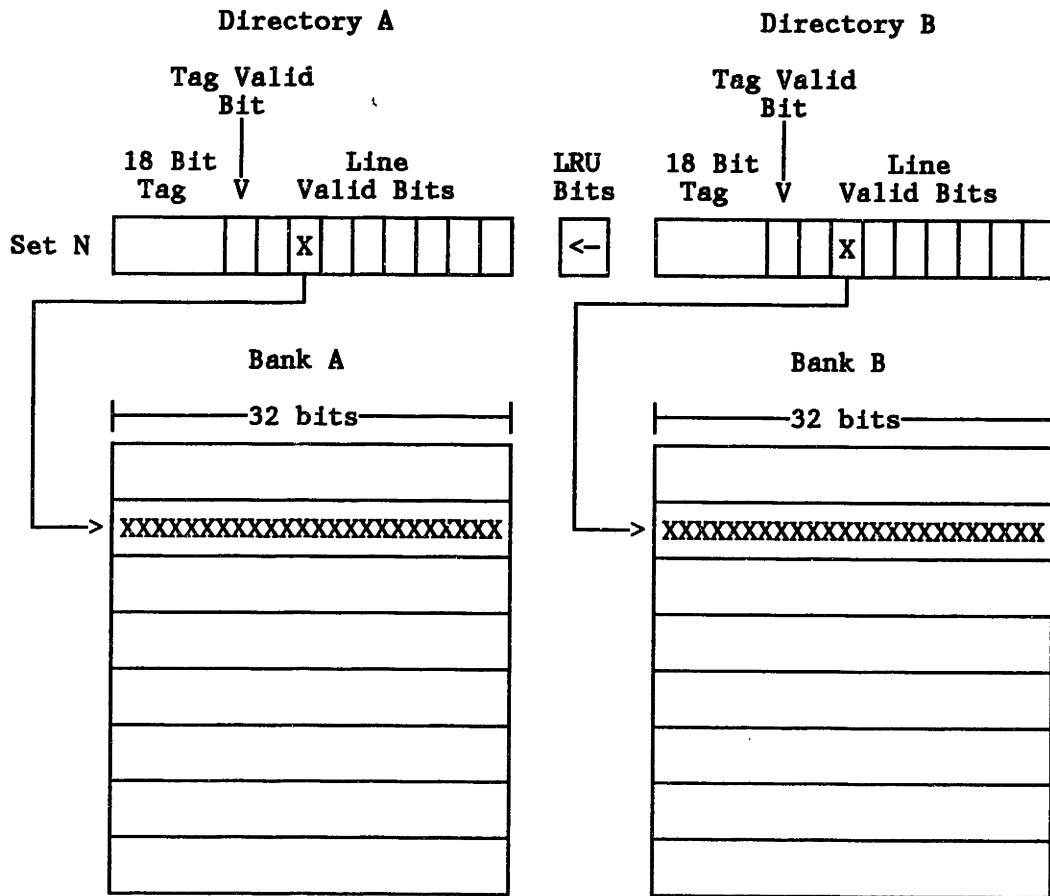 Directory A Directory B
Tag Valid Bit Tag Valid Bit
18 Bit Tag V Line Valid Bits LRU Bits 18 Bit Tag V Line Valid Bits
Set N X <- X
Bank A Bank B
32 bits 32 bits
> XXXXXXXXXXXXXXXXXXXXXXXX > XXXXXXXXXXXXXXXXXXXXXXXX